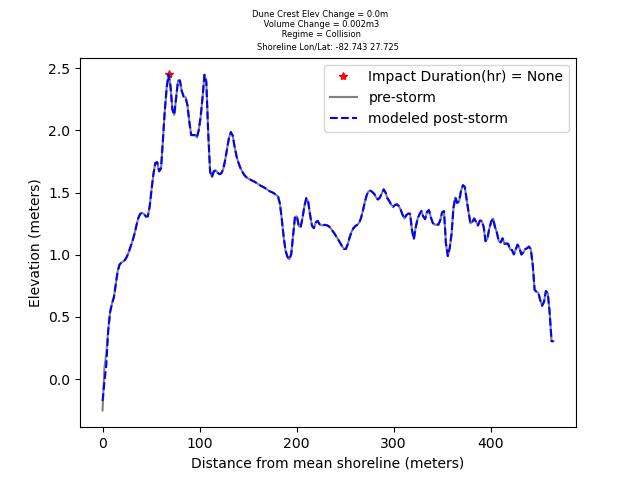 Dune Crest Elev Change = 0.0m
Volume Change = 0.002m3
Regime = Collision
Shoreline Lon/Lat: -82.743 27.725
Impact Duration(hr) = None
pre-storm
modeled post-storm
Elevation (meters)
2.5
2.0
1.5
1.0
0.5
0.0
0 100 200 300 400
Distance from mean shoreline (meters)